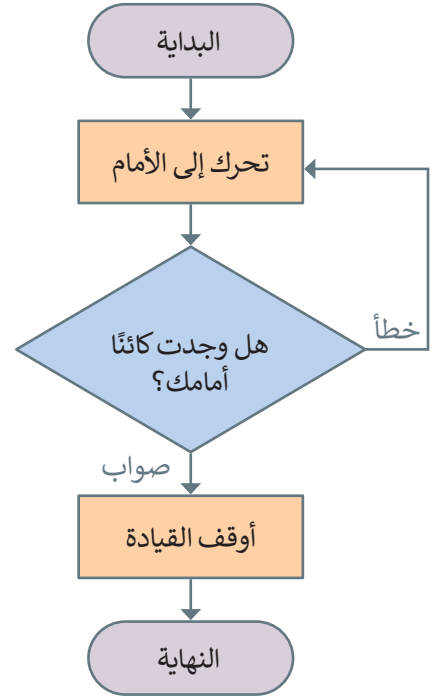 البداية
تحرك إلى الأمام
هل وجدت كائنًا
أمامك؟
خطأ
صواب
أوقف القيادة
النهاية